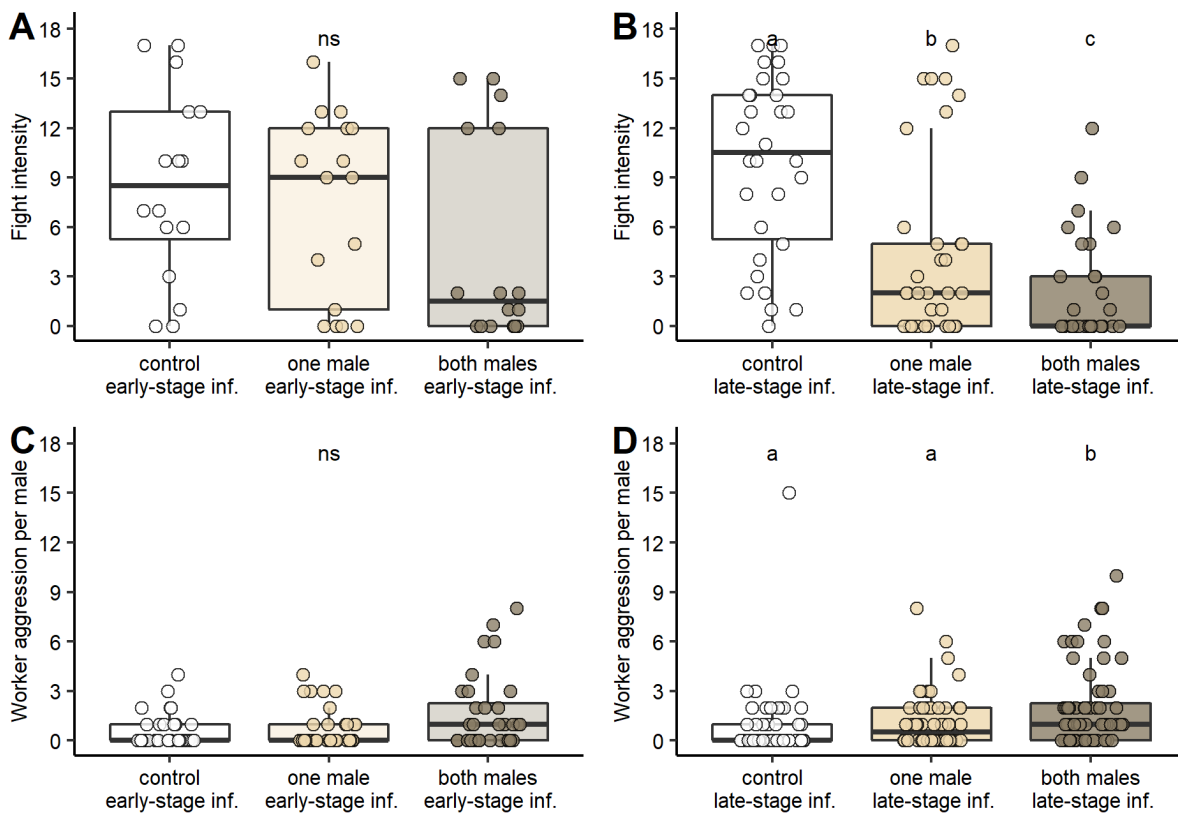 A
Fight intensity
18
15
12
9
6
3
0
ns
control
early-stage inf.
one male
early-stage inf.
both males
early-stage inf.
B
Fight intensity
18
15
12
9
6
3
0
a
b
c
control
late-stage inf.
one male
late-stage inf.
both males
late-stage inf.
C
Worker aggression per male
18
15
12
9
6
3
0
ns
control
early-stage inf.
one male
early-stage inf.
both males
early-stage inf.
D
Worker aggression per male
18
15
12
9
6
3
0
a
a
b
control
late-stage inf.
one male
late-stage inf.
both males
late-stage inf.